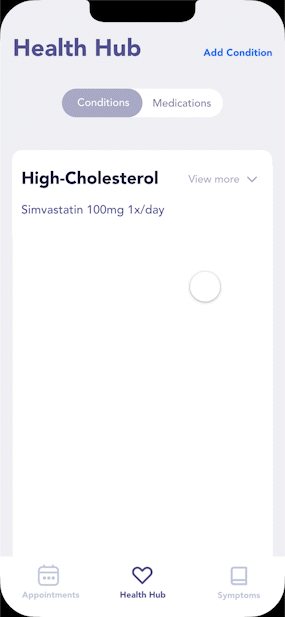 Health Hub
Add Condition
Conditions
Medications
High-Cholesterol
View more
Simvastatin 100mg 1x/day
Appointments
Health Hub
Symptoms